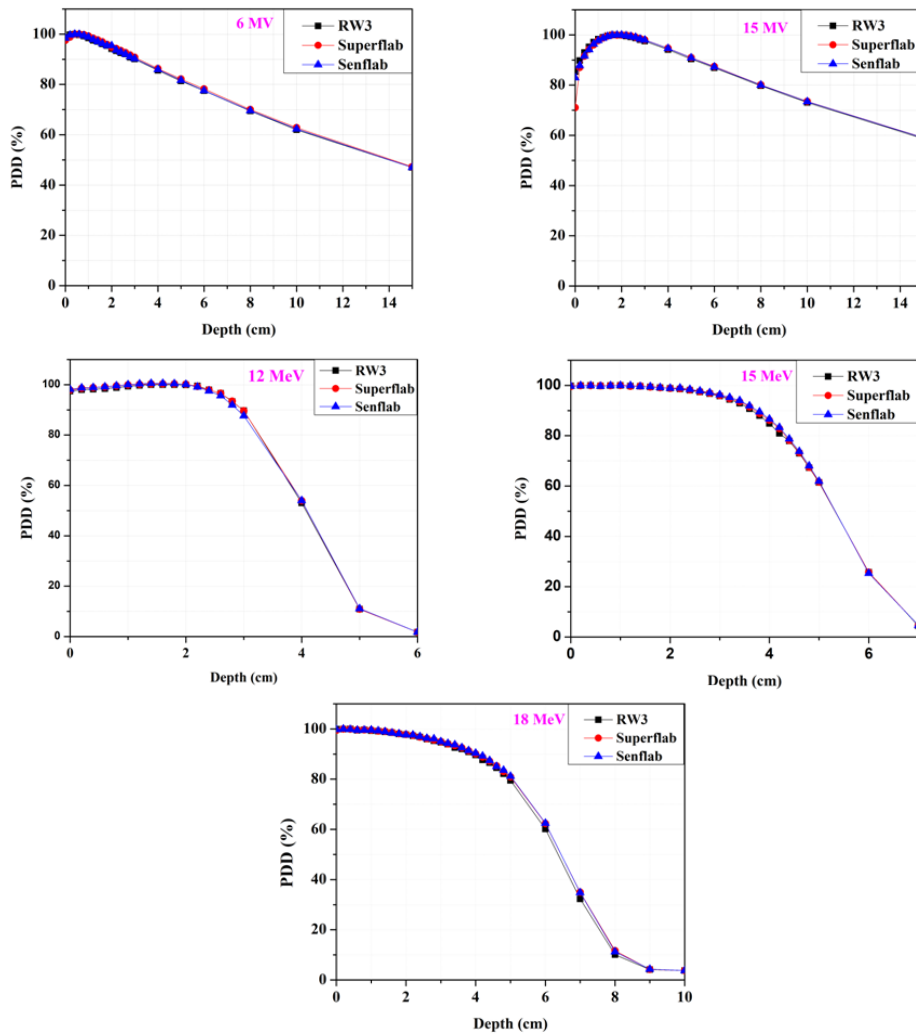 6 MV
RW3
Superflab
Senflab
PDD (%)
100
80
60
40
20
0
0 2 4 6 8 10 12 14
Depth (cm)
15 MV
RW3
Superflab
Senflab
PDD (%)
100
80
60
40
20
0
0 2 4 6 8 10 12 14
Depth (cm)
12 MeV
RW3
Superflab
Senflab
PDD (%)
100
80
60
40
20
0
0 2 4 6
Depth (cm)
15 MeV
RW3
Superflab
Senflab
PDD (%)
100
80
60
40
20
0
0 2 4 6
Depth (cm)
18 MeV
RW3
Superflab
Senflab
PDD (%)
100
80
60
40
20
0
0 2 4 6 8 10
Depth (cm)